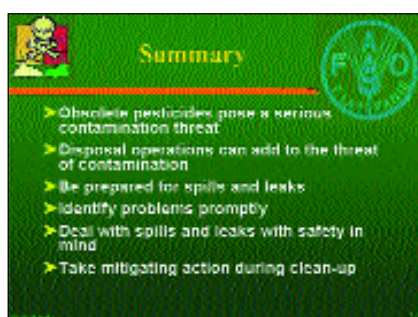 Summary
F A O
➤Obsolete pesticides pose a serious
contamination threat
➤Disposal operations can add to the threat
of contamination
➤Be prepared for spills and leaks
➤Identify problems promptly
➤Deal with spills and leaks with safety in
mind
➤Take mitigating action during clean-up